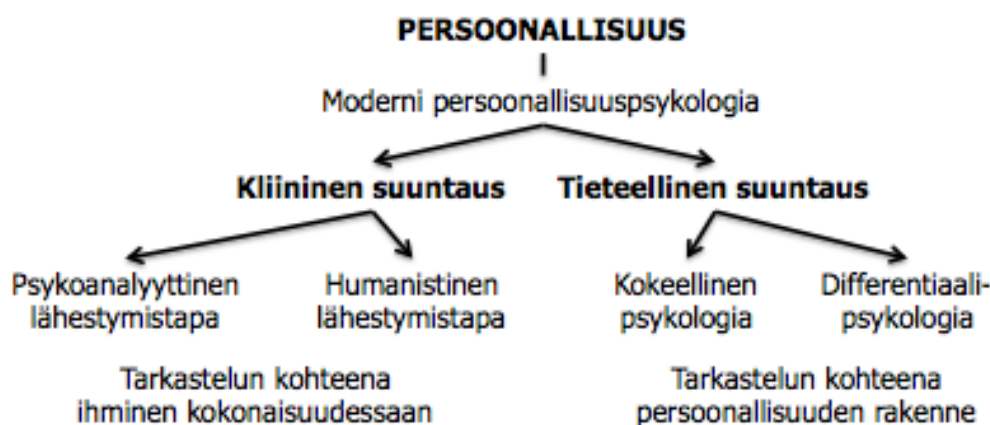 PERSOONALLISUUS
Moderni persoonallisuuspsykologia
Kliininen suuntaus
Tieteellinen suuntaus
Psykoanalyyttinen
lähestymistapa
Humanistinen
lähestymistapa
Kokeellinen
psykologia
Differentiaali-
psykologia
Tarkastelun kohteena
ihminen kokonaisuudessaan
Tarkastelun kohteena
persoonallisuuden rakenne